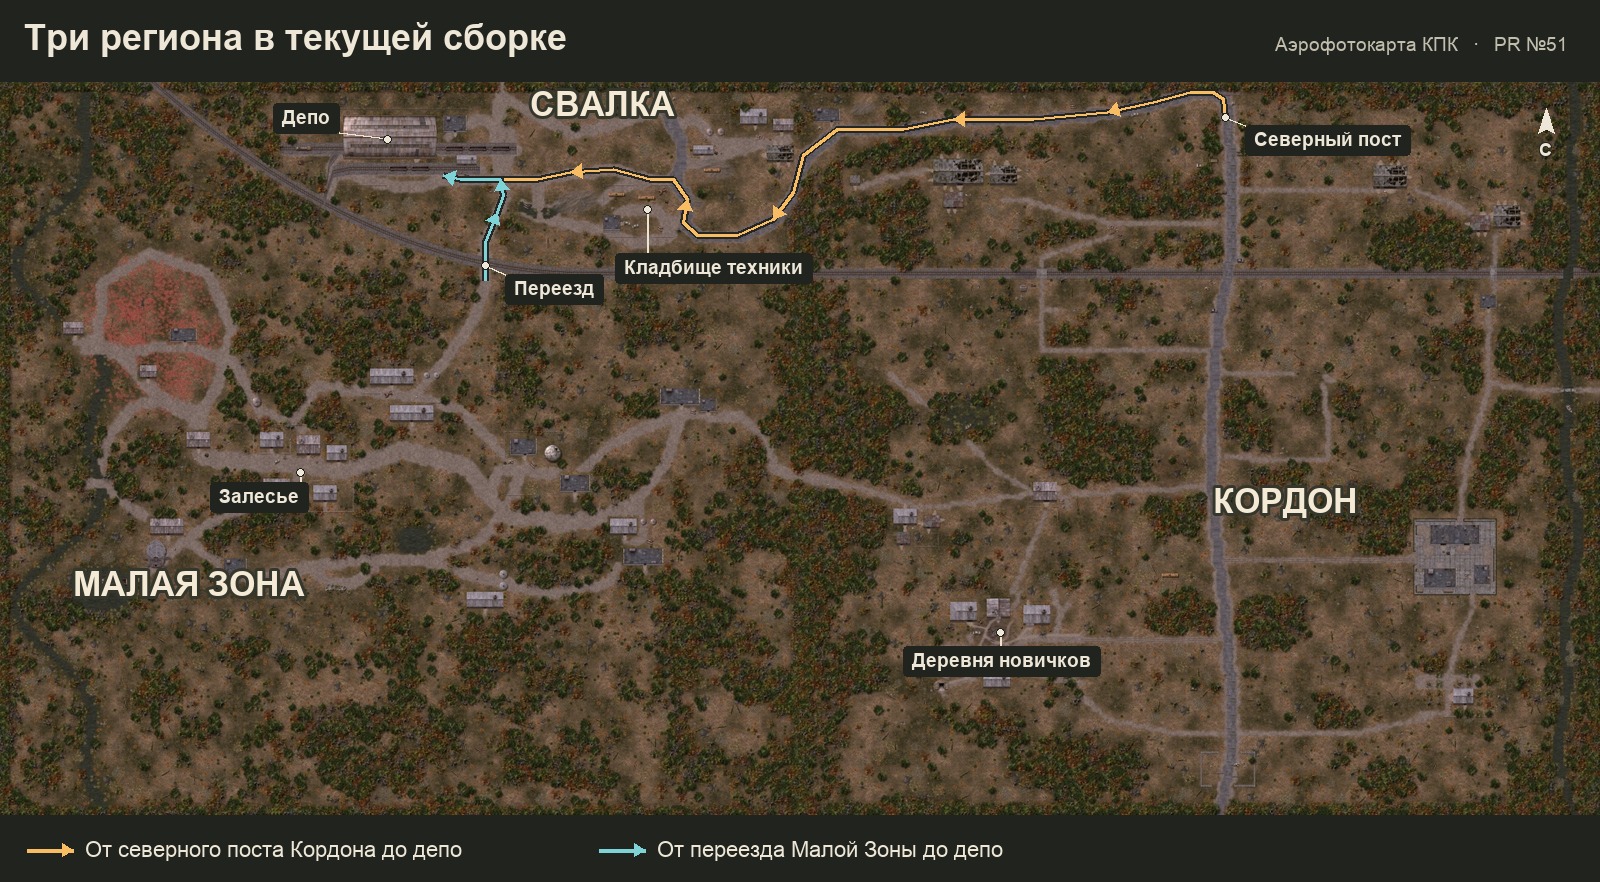 Три региона в текущей сборке
Аэрофотокарта КПК · PR №51
СВАЛКА
Депо
Северный пост
С
Кладбище техники
Переезд
Залесье
КОРДОН
МАЛАЯ ЗОНА
Деревня новичков
От северного поста Кордона до депо
От переезда Малой Зоны до депо